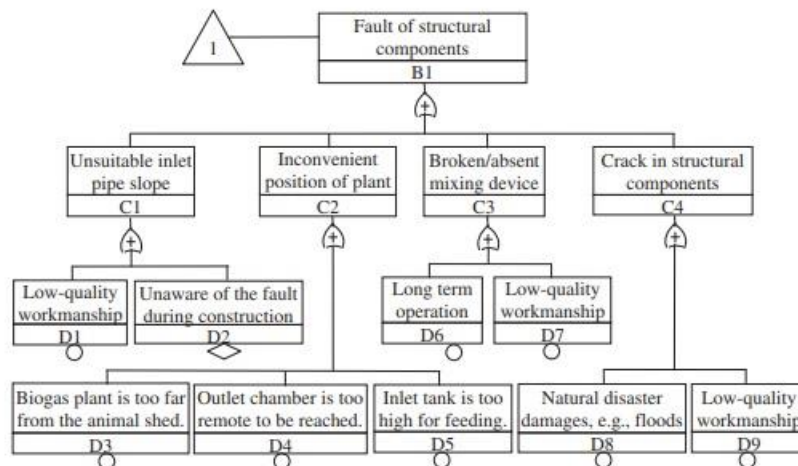 1
Fault of structural
components
B1
+
Unsuitable inlet
pipe slope
C1
+
Inconvenient
position of plant
C2
+
Broken/absent
mixing device
C3
+
Crack in structural
components
C4
+
Low-quality
workmanship
D1
Unaware of the fault
during construction
D2
Long term
operation
D6
Low-quality
workmanship
D7
Biogas plant is too far
from the animal shed.
D3
Outlet chamber is too
remote to be reached.
D4
Inlet tank is too
high for feeding.
D5
Natural disaster
damages, e.g., floods
D8
Low-quality
workmanship
D9